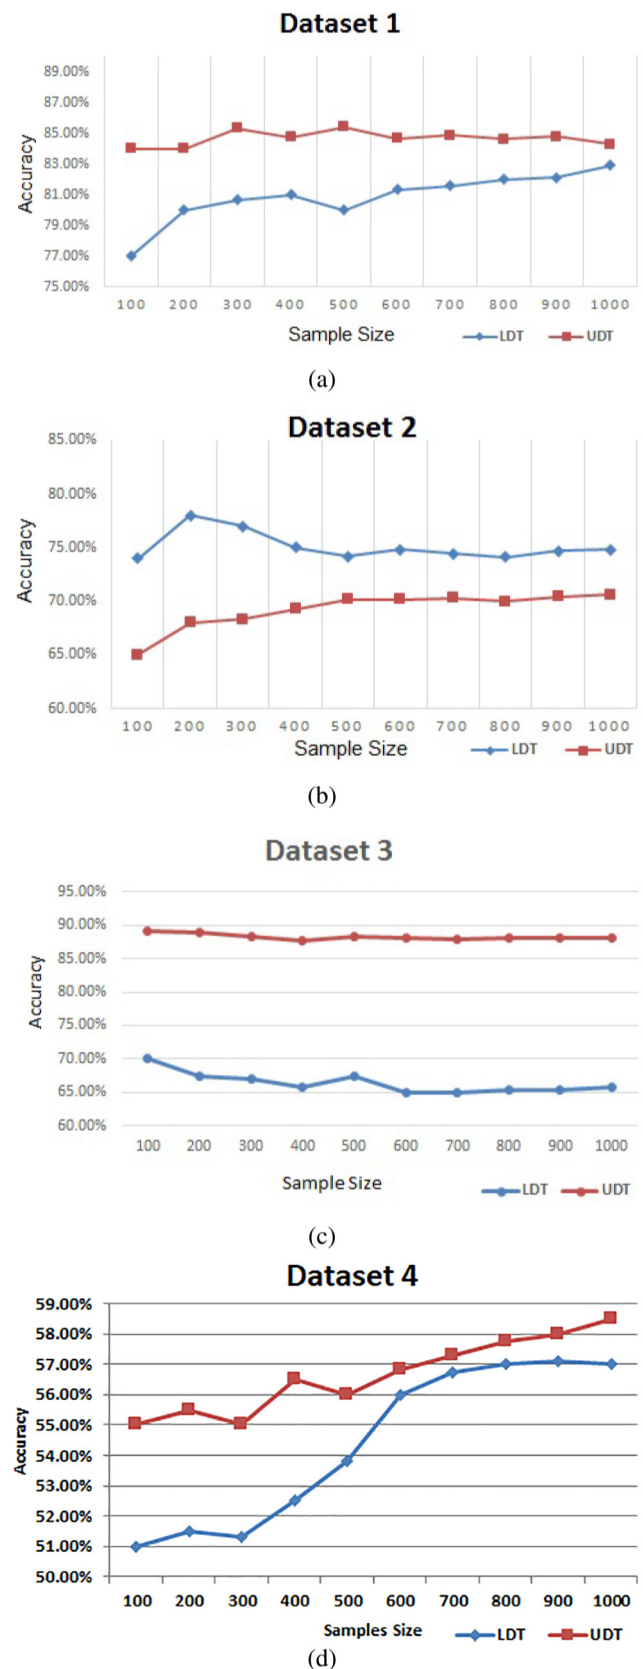 Dataset 1
89.00%
87.00%
85.00%
83.00%
81.00%
79.00%
77.00%
75.00%
Accuracy
100 200 300 400 500 600 700 800 900 1000
Sample Size
LDT UDT
(a)
Dataset 2
85.00%
80.00%
75.00%
70.00%
65.00%
60.00%
Accuracy
100 200 300 400 500 600 700 800 900 1000
Sample Size
LDT UDT
(b)
Dataset 3
95.00%
90.00%
85.00%
80.00%
75.00%
70.00%
65.00%
60.00%
Accuracy
100 200 300 400 500 600 700 800 900 1000
Sample Size
LDT UDT
(c)
Dataset 4
59.00%
58.00%
57.00%
56.00%
55.00%
54.00%
53.00%
52.00%
51.00%
50.00%
Accuracy
100 200 300 400 500 600 700 800 900 1000
Samples Size
LDT UDT
(d)